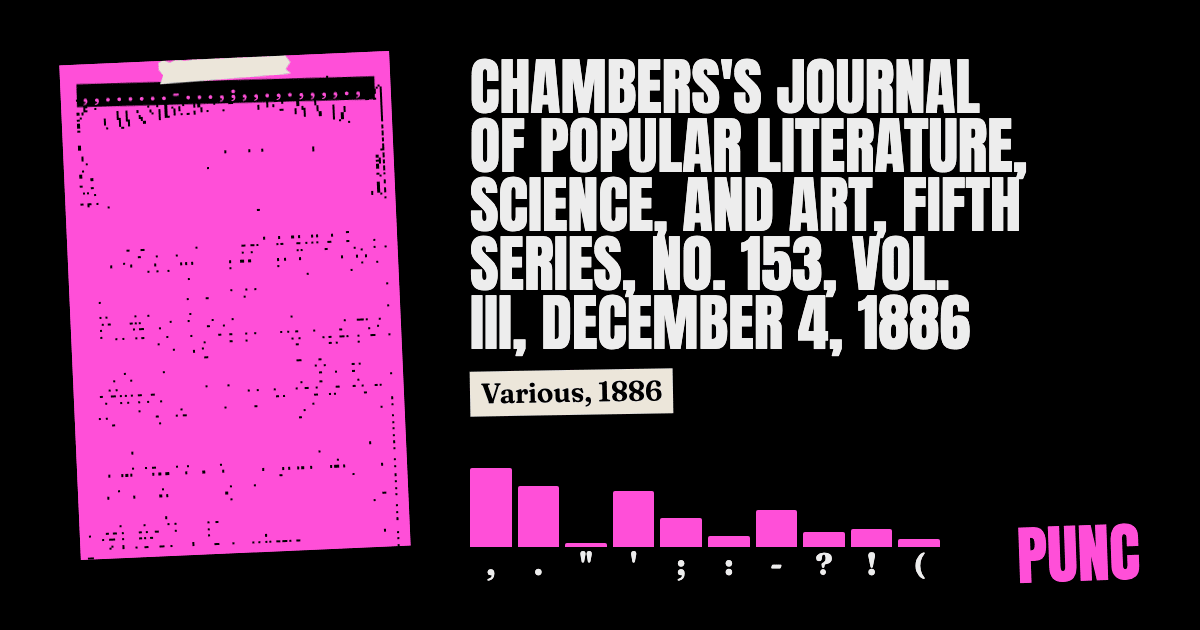 CHAMBERS'S JOURNAL
OF POPULAR LITERATURE,
SCIENCE, AND ART, FIFTH
SERIES, NO. 153, VOL.
III, DECEMBER 4, 1886
Various, 1886
, . " ' ; : - ? ! (
PUNC